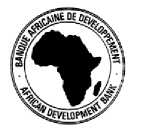 BANQUE AFRICAINE DE DEVELOPPEMENT
AFRICAN DEVELOPMENT BANK